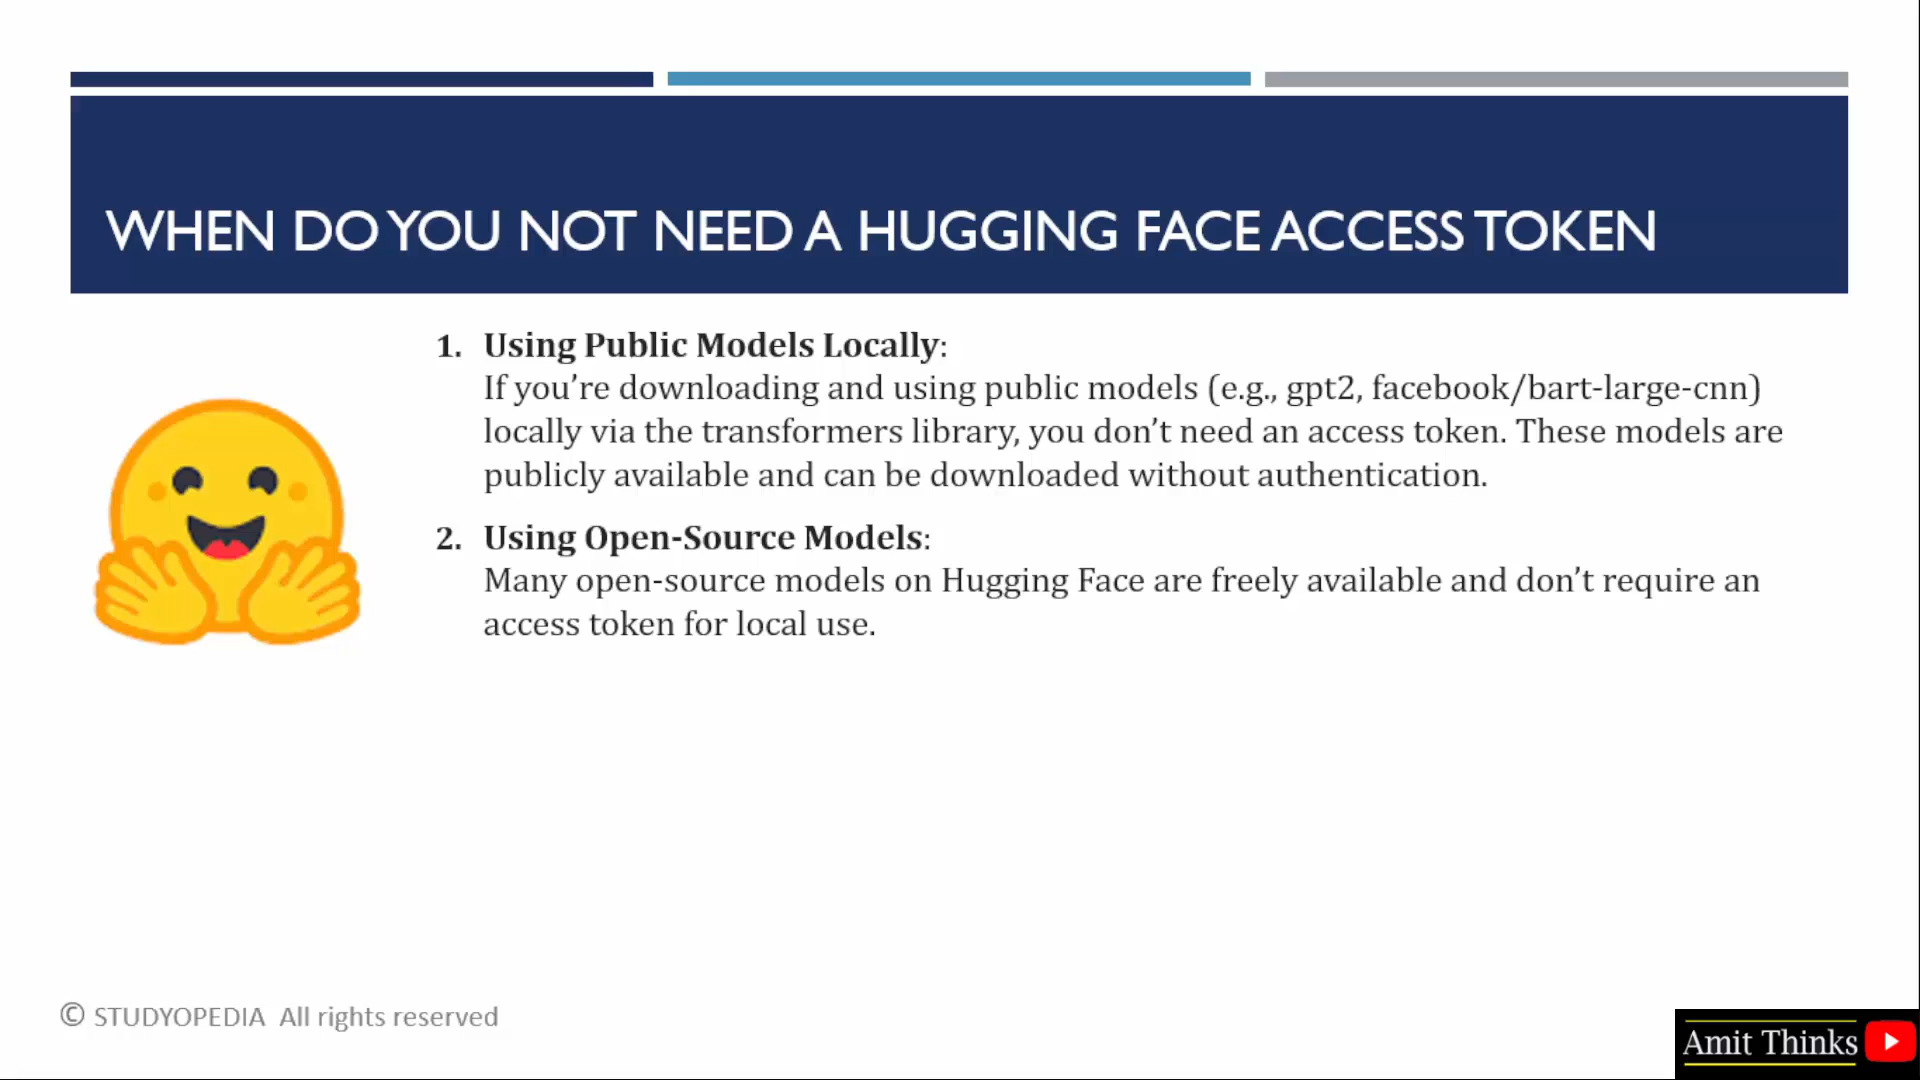 WHEN DO YOU NOT NEED A HUGGING FACE ACCESS TOKEN
1. Using Public Models Locally:
If you’re downloading and using public models (e.g., gpt2, facebook/bart-large-cnn)
locally via the transformers library, you don’t need an access token. These models are
publicly available and can be downloaded without authentication.
2. Using Open-Source Models:
Many open-source models on Hugging Face are freely available and don’t require an
access token for local use.
© STUDYOPEDIA All rights reserved
Amit Thinks